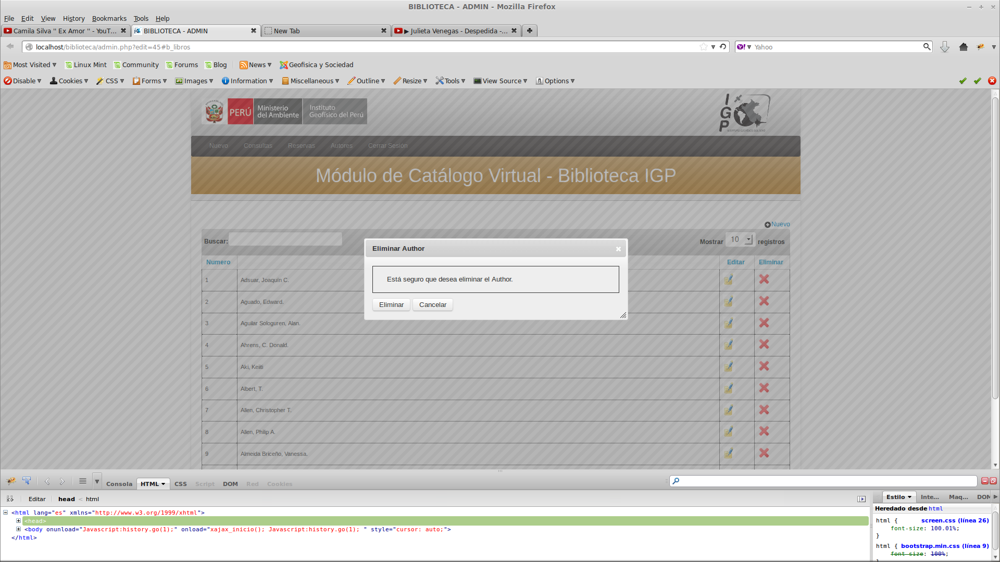 BIBLIOTECA - ADMIN - Mozilla Firefox
File Edit View History Bookmarks Tools Help
Camila Silva '' Ex Amor '' - YouT... BIBLIOTECA - ADMIN New Tab ▶ Julieta Venegas - Despedida -...
localhost/biblioteca/admin.php?edit=45#b_libros Yahoo
Most Visited Linux Mint Community Forums Blog News Geofisica y Sociedad
Disable Cookies CSS Forms Images Information Miscellaneous Outline Resize Tools View Source Options
PERÚ
Ministerio
del Ambiente
Instituto
Geofísico del Perú
IGP
Nuevo Consultas Reservas Autores Cerrar Sesión
Módulo de Catálogo Virtual - Biblioteca IGP
Nuevo
Buscar: Mostrar 10 registros
Numero Editar Eliminar
1 Adsuar, Joaquín C.
2 Aguado, Edward.
3 Aguilar Sologuren, Alan.
4 Ahrens, C. Donald.
5 Aki, Keiiti
6 Albert, T.
7 Allen, Christopher T.
8 Allen, Philip A.
9 Almeida Briceño, Vanessa.
Eliminar Author
Está seguro que desea eliminar el Author.
Eliminar Cancelar
Consola HTML CSS Script DOM Red Cookies
Editar head < html
<html lang="es" xmlns="http://www.w3.org/1999/xhtml">
<head>
<body onunload="Javascript:history.go(1);" onload="xajax_inicio(); Javascript:history.go(1); " style="cursor: auto;">
</html>
Estilo Inte... Maq... DOM
Heredado desde html
html { screen.css (línea 26)
font-size: 100.01%;
}
html { bootstrap.min.css (línea 9)
font-size: 100%;